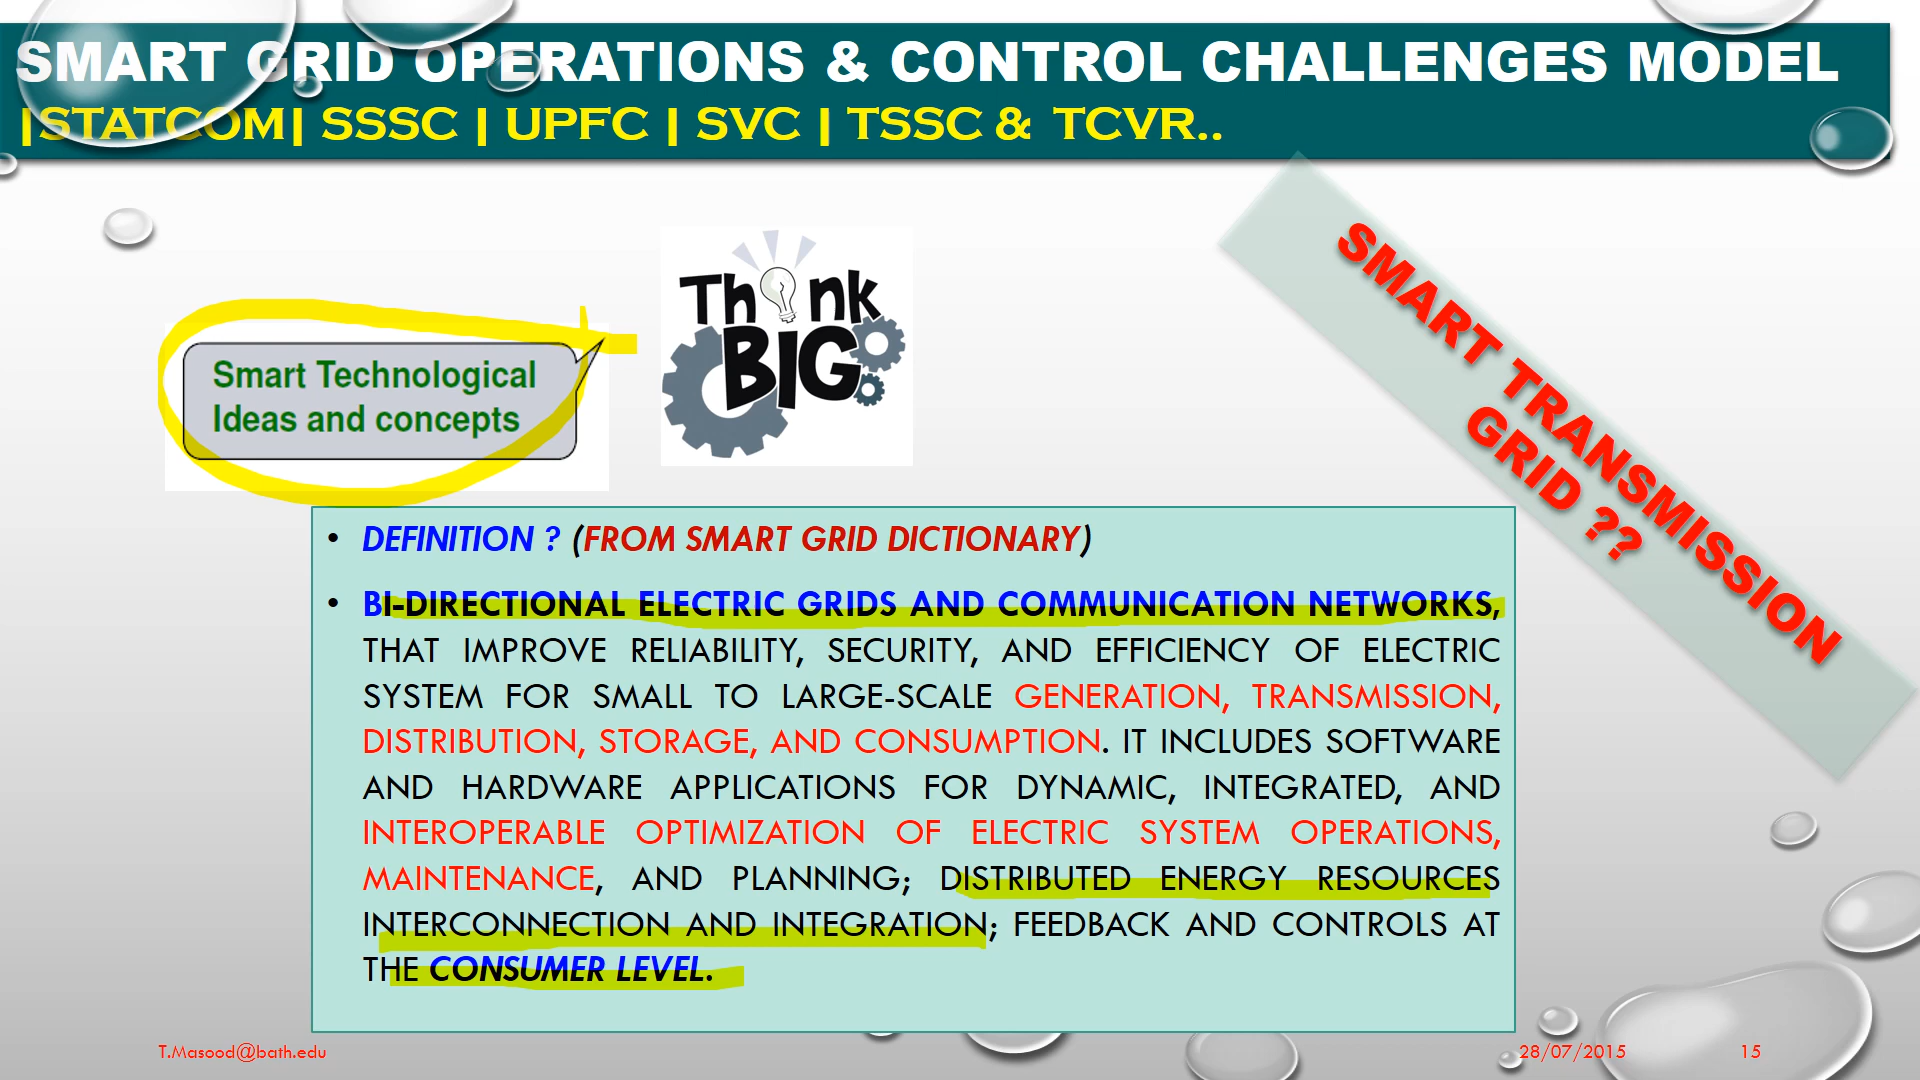 SMART GRID OPERATIONS & CONTROL CHALLENGES MODEL
|STATCOM| SSSC | UPFC | SVC | TSSC & TCVR..
Think
BIG
Smart Technological
Ideas and concepts
SMART TRANSMISSION
GRID ??
• DEFINITION ? (FROM SMART GRID DICTIONARY)
• BI-DIRECTIONAL ELECTRIC GRIDS AND COMMUNICATION NETWORKS,
THAT IMPROVE RELIABILITY, SECURITY, AND EFFICIENCY OF ELECTRIC
SYSTEM FOR SMALL TO LARGE-SCALE GENERATION, TRANSMISSION,
DISTRIBUTION, STORAGE, AND CONSUMPTION. IT INCLUDES SOFTWARE
AND HARDWARE APPLICATIONS FOR DYNAMIC, INTEGRATED, AND
INTEROPERABLE OPTIMIZATION OF ELECTRIC SYSTEM OPERATIONS,
MAINTENANCE, AND PLANNING; DISTRIBUTED ENERGY RESOURCES
INTERCONNECTION AND INTEGRATION; FEEDBACK AND CONTROLS AT
THE CONSUMER LEVEL.
T.Masood@bath.edu
28/07/2015
15